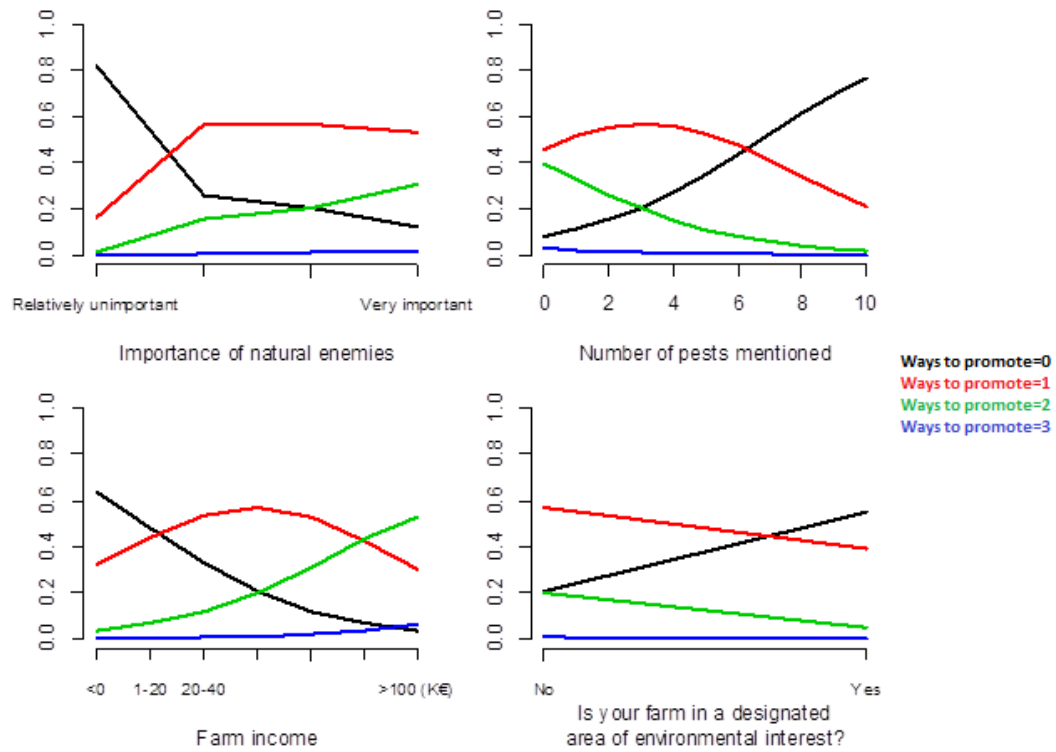 0.0 0.2 0.4 0.6 0.8 1.0
Relatively unimportant Very important
Importance of natural enemies
0.0 0.2 0.4 0.6 0.8 1.0
0 2 4 6 8 10
Number of pests mentioned
Ways to promote=0
Ways to promote=1
Ways to promote=2
Ways to promote=3
0.0 0.2 0.4 0.6 0.8 1.0
<0 1-20 20-40 >100 (K€)
Farm income
0.0 0.2 0.4 0.6 0.8 1.0
No Yes
Is your farm in a designated
area of environmental interest?